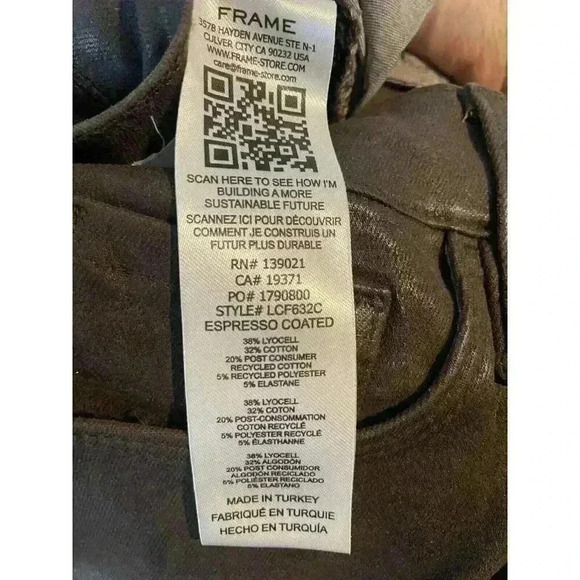 FRAME
3578 HAYDEN AVENUE STE N-1
CULVER CITY CA 90232 USA
WWW.FRAME-STORE.COM
care@frame-store.com
SCAN HERE TO SEE HOW I'M
BUILDING A MORE
SUSTAINABLE FUTURE
SCANNEZ ICI POUR DÉCOUVRIR
COMMENT JE CONSTRUIS UN
FUTUR PLUS DURABLE
RN# 139021
CA# 19371
PO# 1790800
STYLE# LCF632C
ESPRESSO COATED
38% LYOCELL
32% COTTON
20% POST CONSUMER
RECYCLED COTTON
5% RECYCLED POLYESTER
5% ELASTANE
38% LYOCELL
32% COTON
20% POST-CONSOMMATION
COTON RECYCLÉ
5% POLYESTER RECYCLÉ
5% ÉLASTHANNE
38% LYOCELL
32% ALGODÓN
20% POST CONSUMIDOR
ALGODÓN RECICLADO
5% POLIÉSTER RECICLADO
5% ELASTANO
MADE IN TURKEY
FABRIQUÉ EN TURQUIE
HECHO EN TURQUÍA